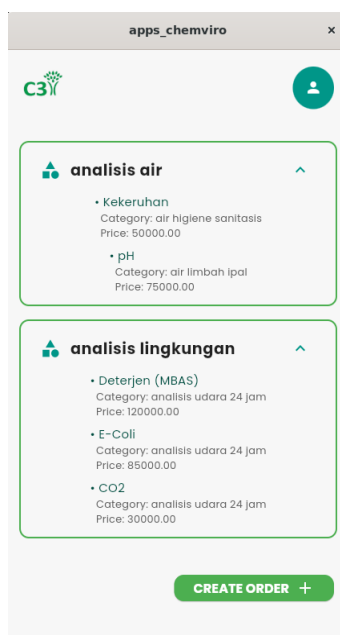 apps_chemviro
×
C3
analisis air
• Kekeruhan
Category: air higiene sanitasis
Price: 50000.00
• pH
Category: air limbah ipal
Price: 75000.00
analisis lingkungan
• Deterjen (MBAS)
Category: analisis udara 24 jam
Price: 120000.00
• E-Coli
Category: analisis udara 24 jam
Price: 85000.00
• CO2
Category: analisis udara 24 jam
Price: 30000.00
CREATE ORDER +